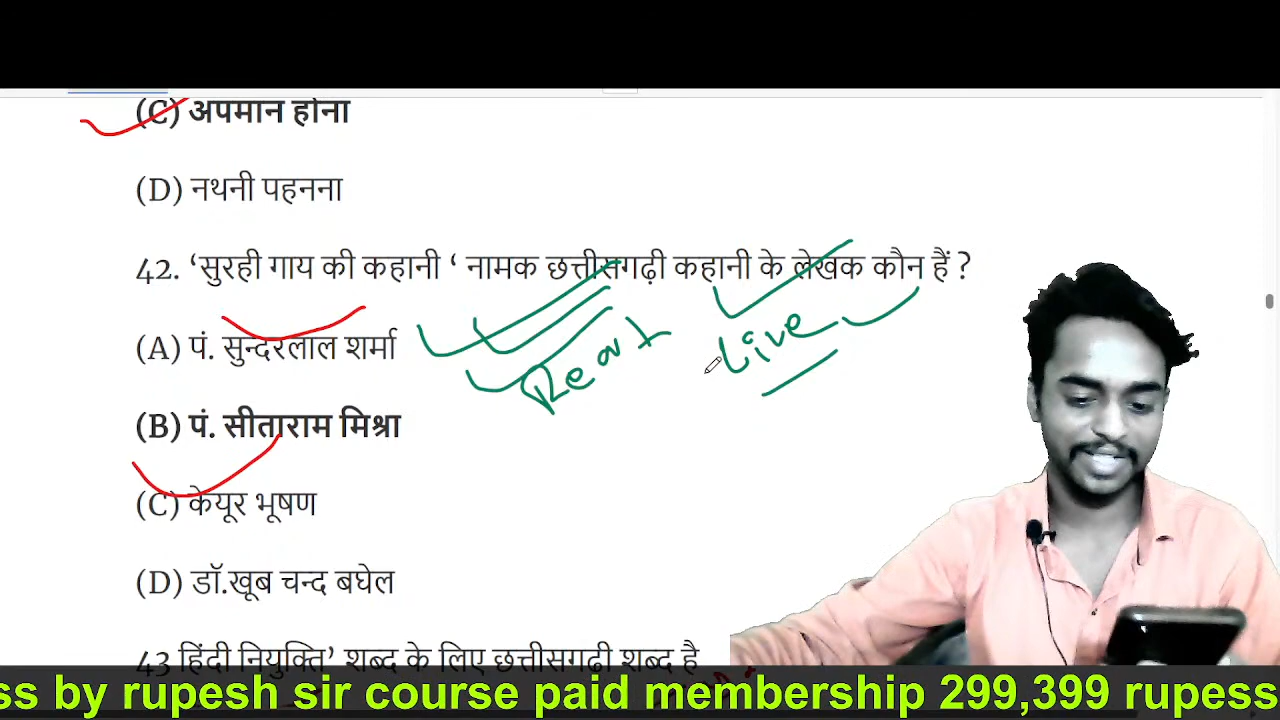 (C) अपमान होना
(D) नथनी पहनना
42. ‘सुरही गाय की कहानी ‘ नामक छत्तीसगढ़ी कहानी के लेखक कौन हैं ?
(A) पं. सुन्दरलाल शर्मा
Live
(B) पं. सीताराम मिश्रा
(C) केयूर भूषण
(D) डॉ.खूब चन्द बघेल
43 हिंदी नियुक्ति’ शब्द के लिए छत्तीसगढ़ी शब्द है
ss by rupesh sir course paid membership 299,399 rupess